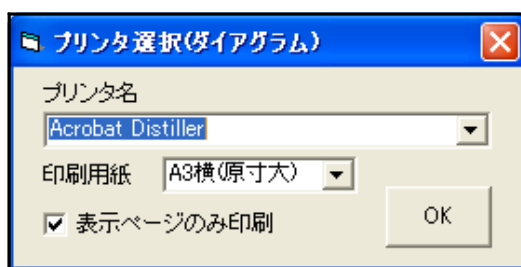 プリンタ選択(ダイアグラム)
プリンタ名
Acrobat Distiller
印刷用紙 A3横(原寸大)
表示ページのみ印刷
OK